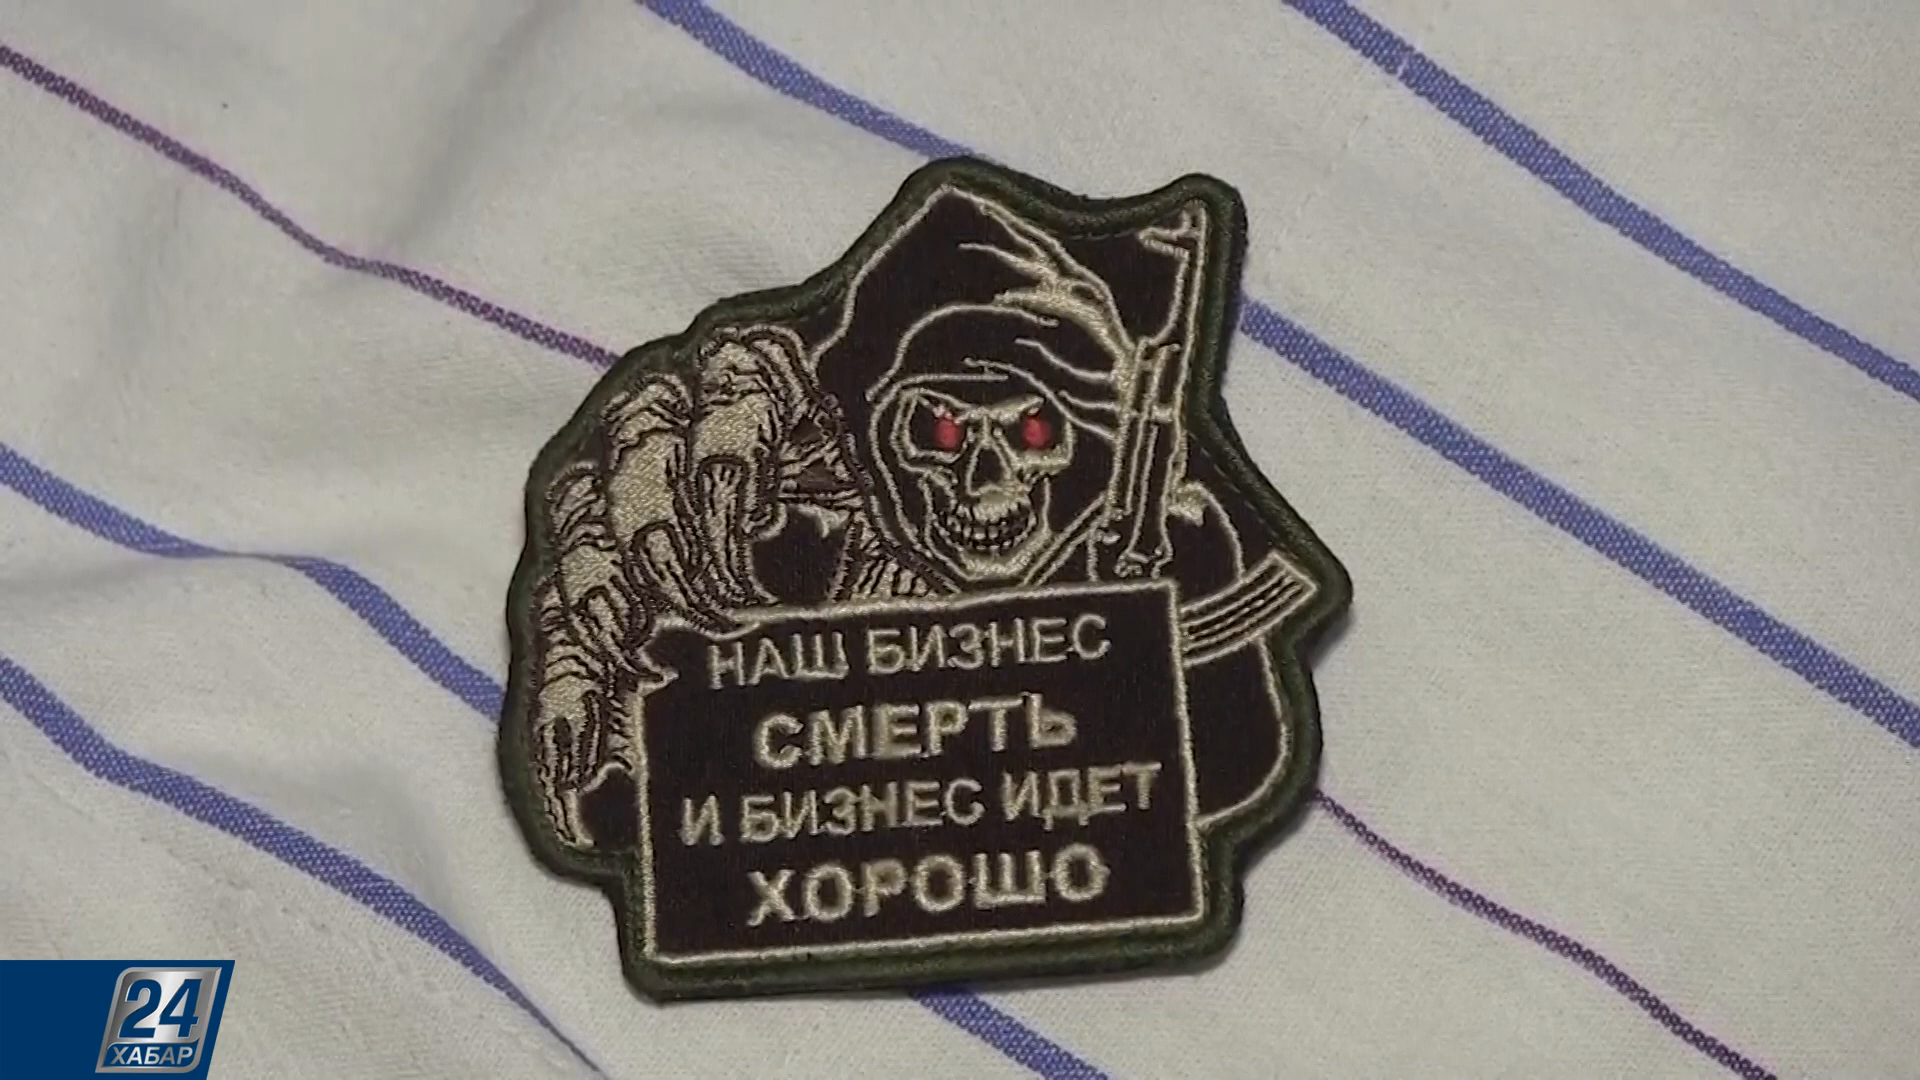 НАШ БИЗНЕС
СМЕРТЬ
И БИЗНЕС ИДЕТ
ХОРОШО
24
ХАБАР